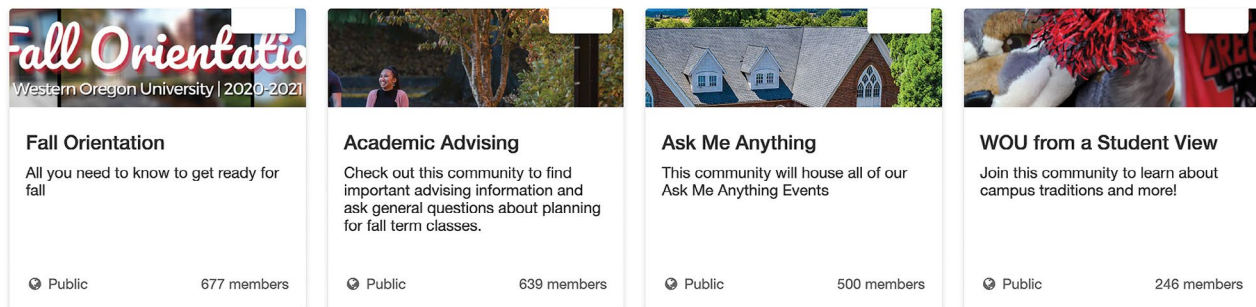 Fall Orientatio
Western Oregon University | 2020-2021
Fall Orientation
All you need to know to get ready for
fall
Public
677 members
Academic Advising
Check out this community to find
important advising information and
ask general questions about planning
for fall term classes.
Public
639 members
Ask Me Anything
This community will house all of our
Ask Me Anything Events
Public
500 members
WOU from a Student View
Join this community to learn about
campus traditions and more!
Public
246 members